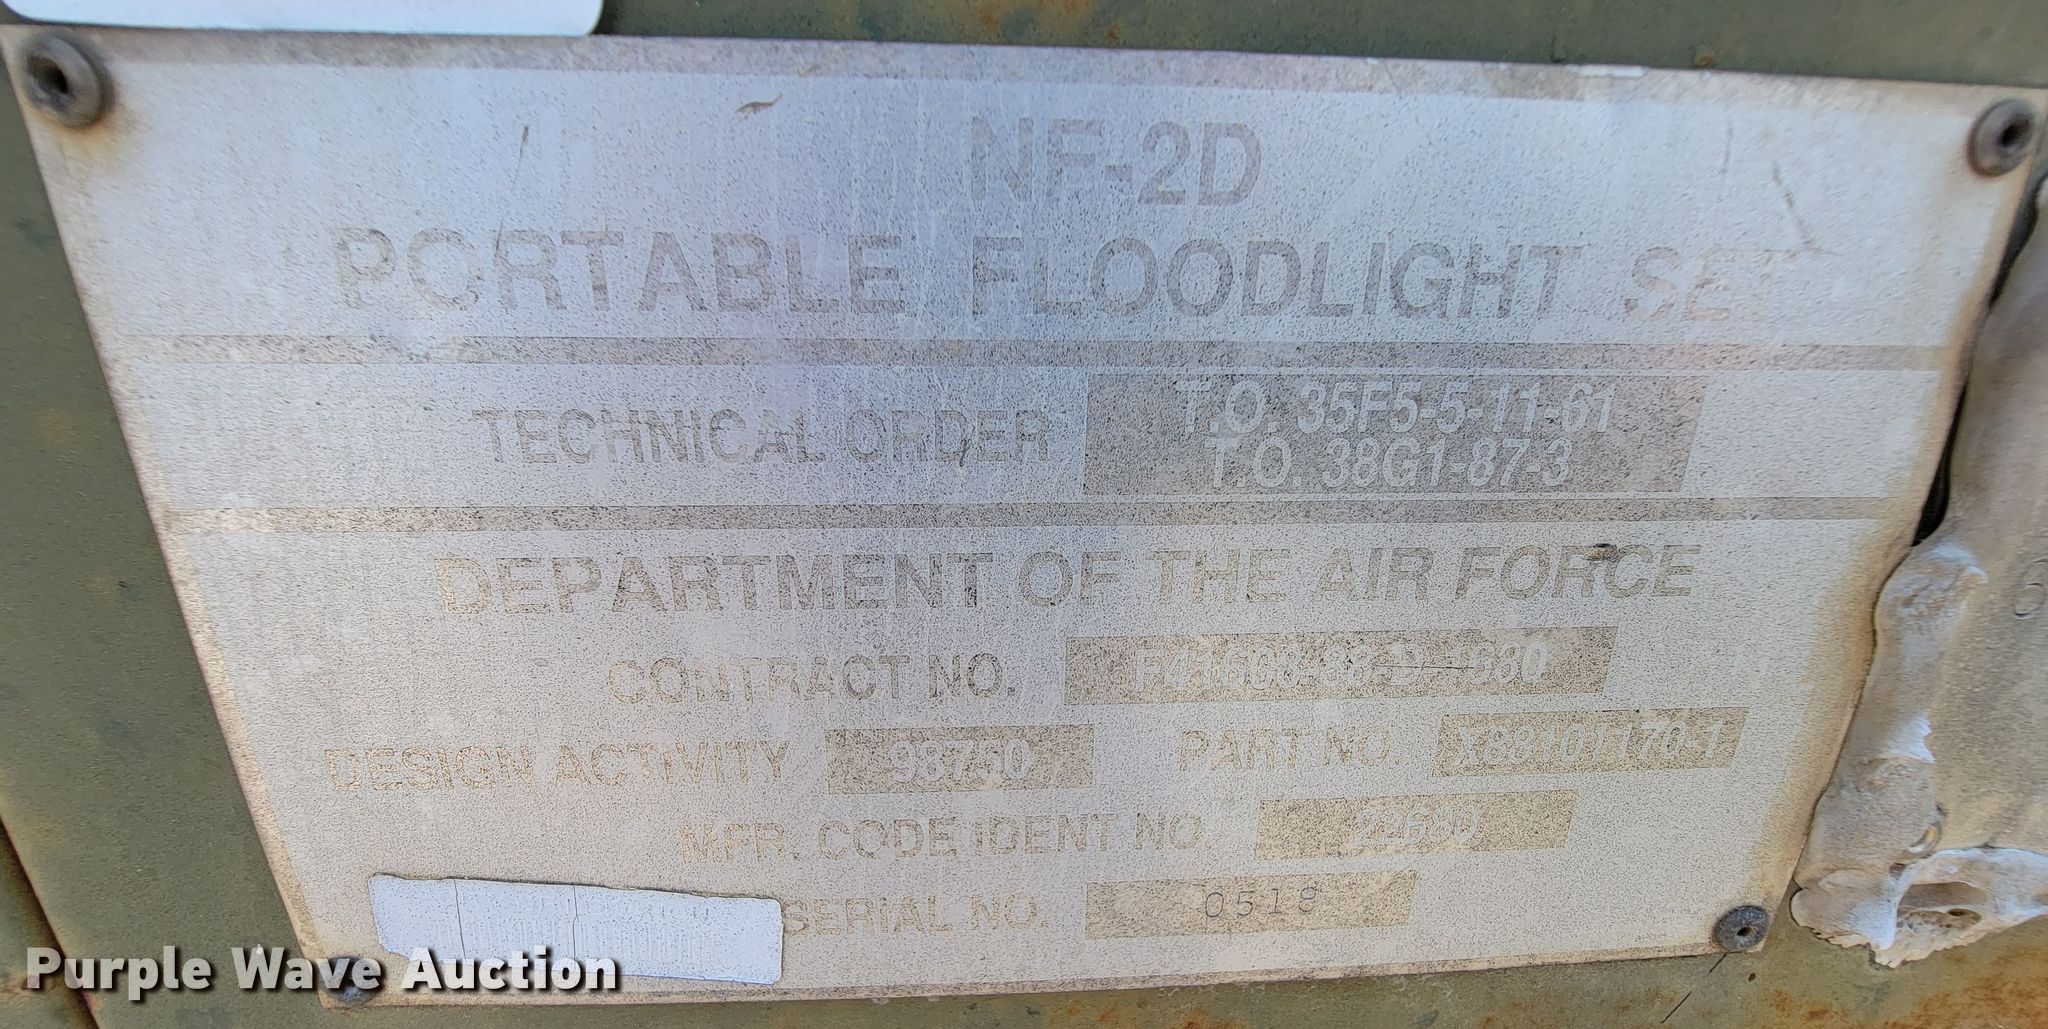 NF-2D
PORTABLE FLOODLIGHT SET
TECHNICAL ORDER T.O. 35F5-5-11-61
T.O. 38G1-87-3
DEPARTMENT OF THE AIR FORCE
CONTRACT NO.
DESIGN ACTIVITY 98750 PART NO.
MFR. CODE IDENT NO. 22680
SERIAL NO. 0518
Purple Wave Auction